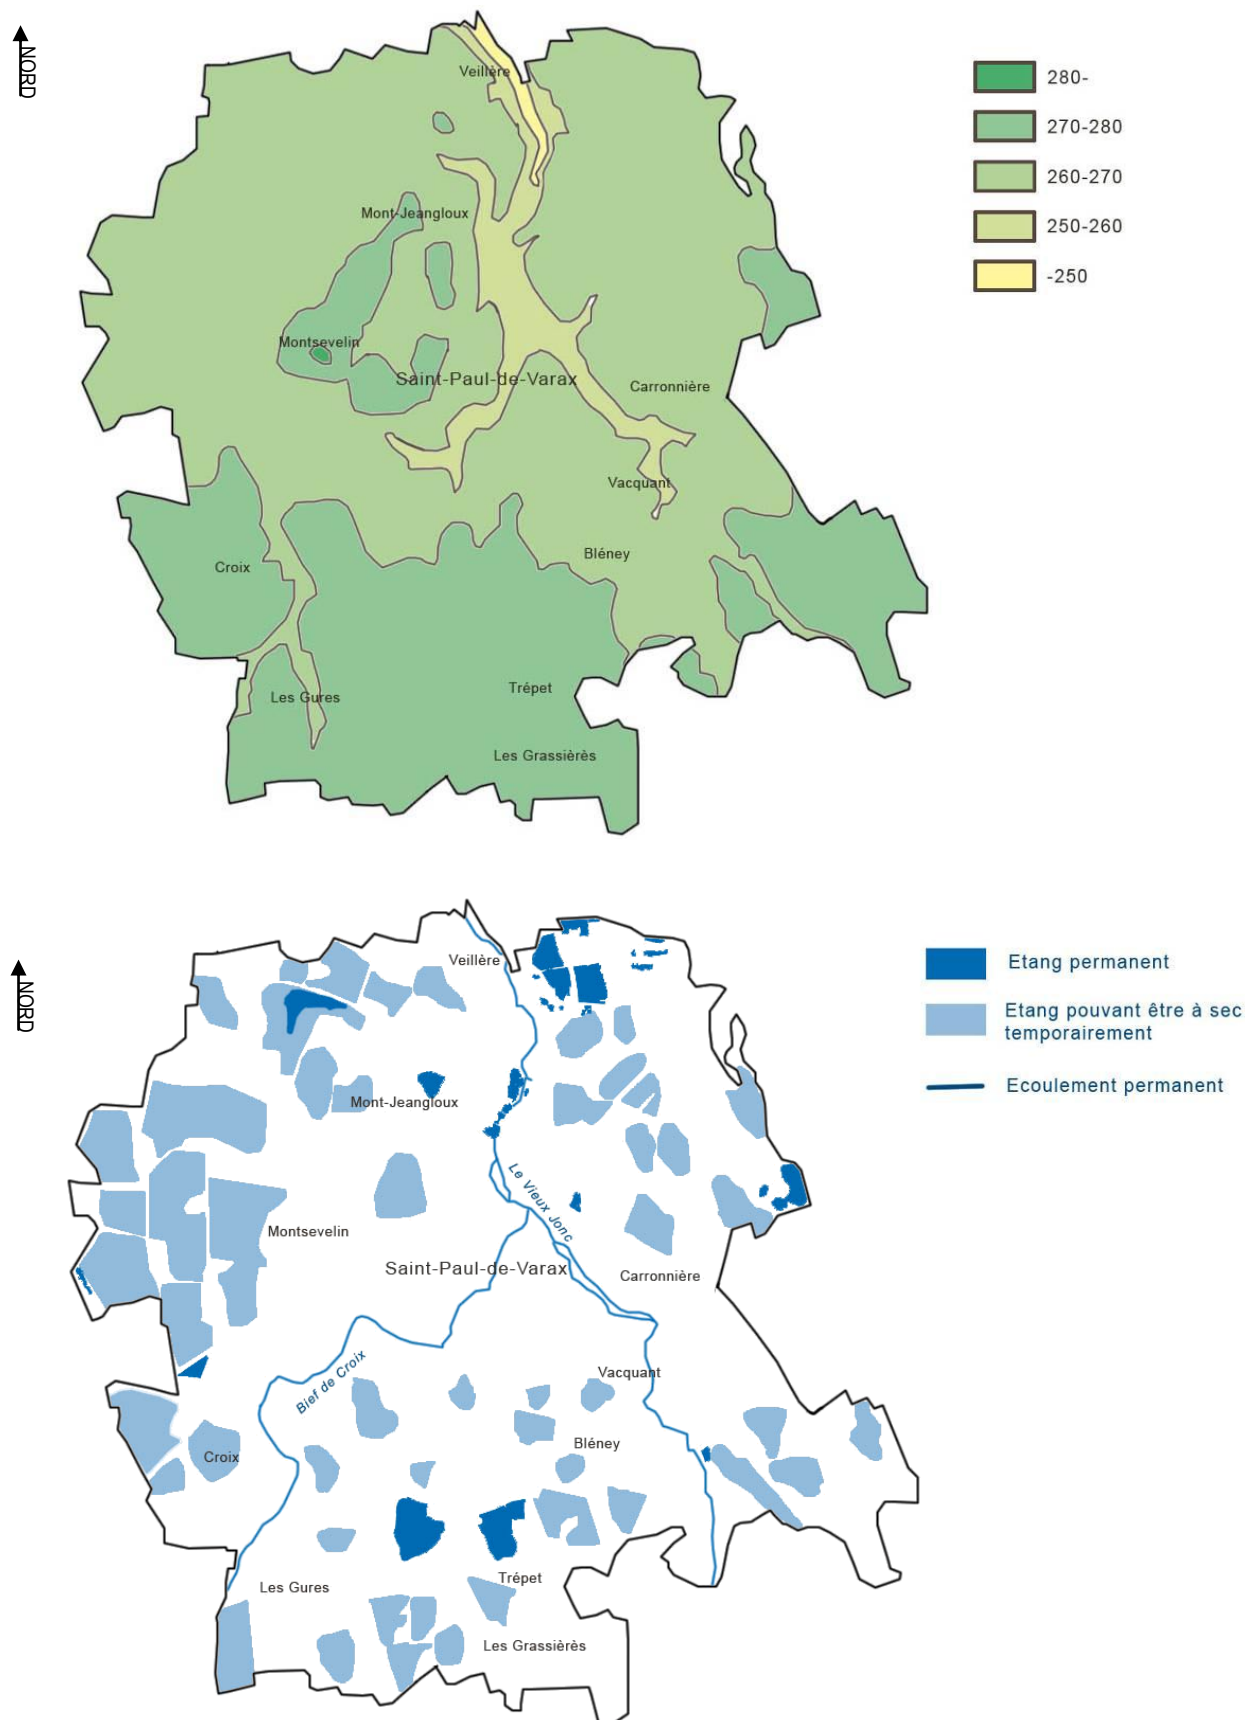 NORD
Veillère
280-
270-280
260-270
Mont-Jeangloux
250-260
-250
Montsevelin
Saint-Paul-de-Varax
Carronnière
Vacquant
Bléney
Croix
Trépet
Les Gures
Les Grassièrès
NORD
Veillère
Etang permanent
Etang pouvant être à sec
temporairement
Ecoulement permanent
Mont-Jeangloux
Le Vieux Jonc
Montsevelin
Saint-Paul-de-Varax
Carronnière
Bief de Croix
Vacquant
Bléney
Croix
Trépet
Les Gures
Les Grassièrès